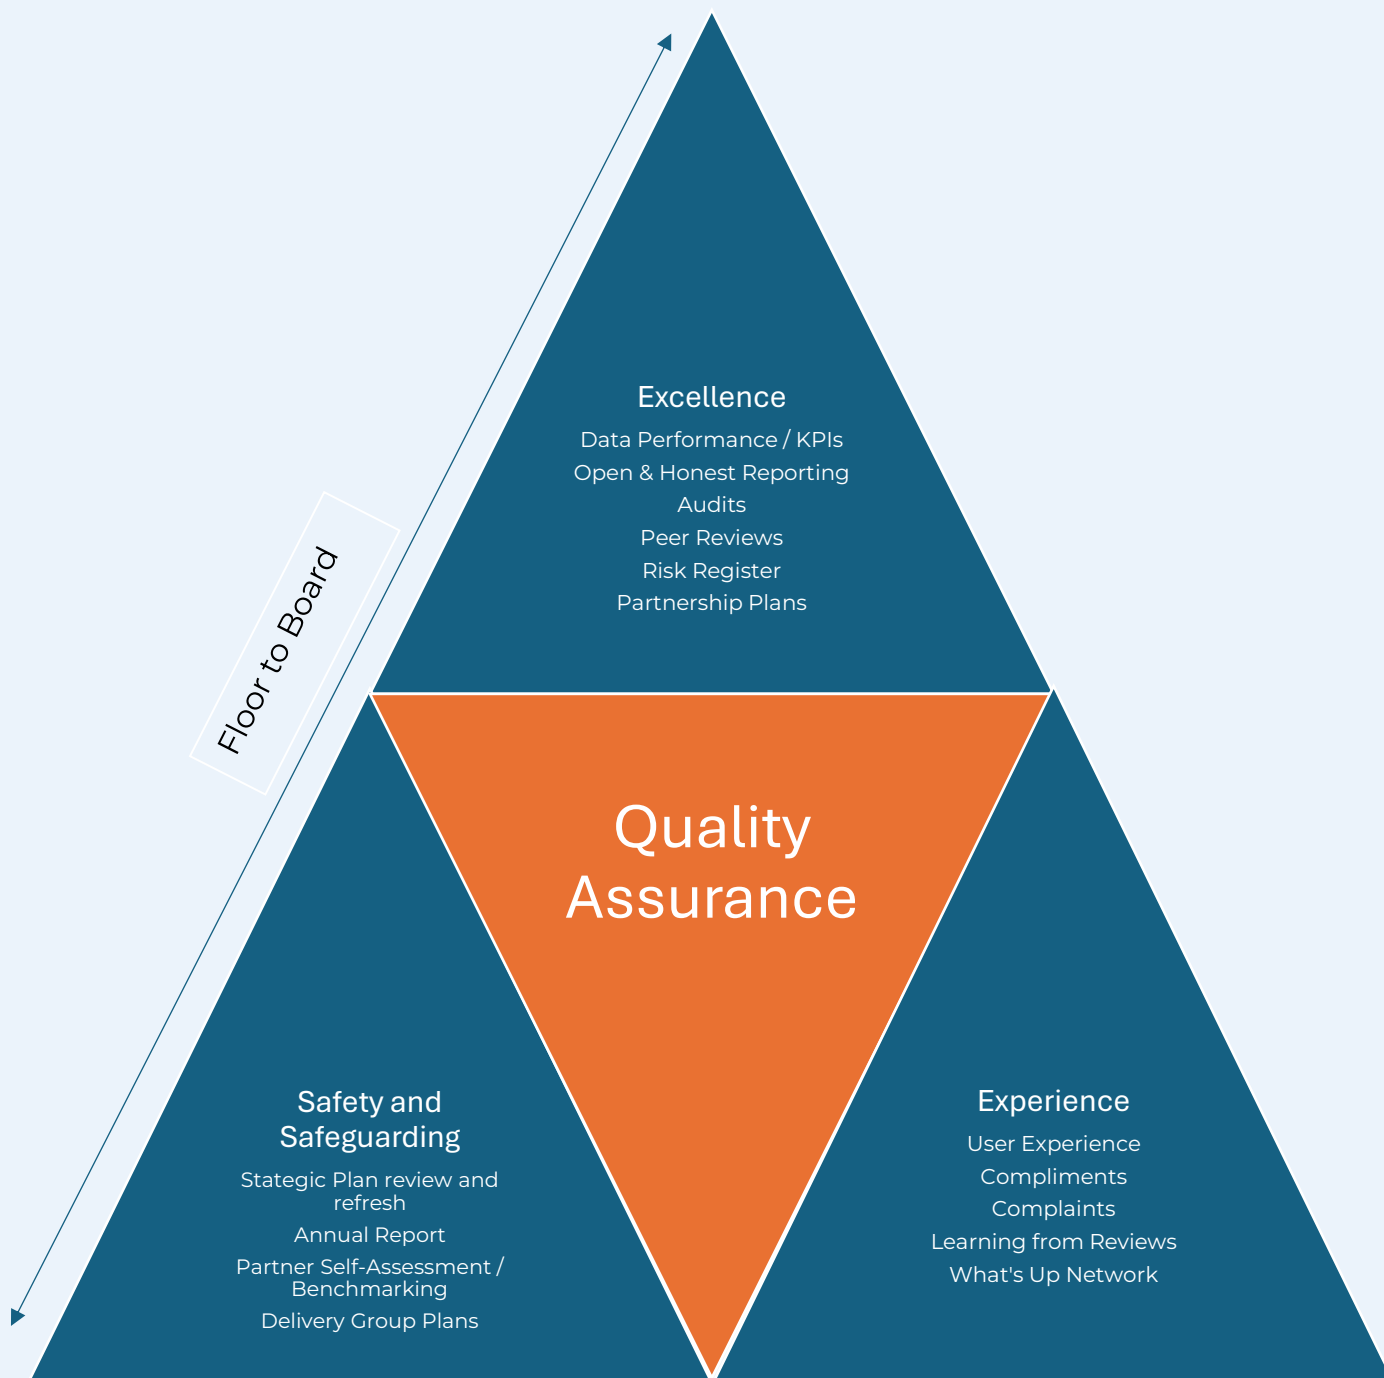 Excellence
Data Performance / KPIs
Open & Honest Reporting
Audits
Peer Reviews
Risk Register
Partnership Plans
Floor to Board
Quality
Assurance
Safety and
Safeguarding
Stategic Plan review and
refresh
Annual Report
Partner Self-Assessment /
Benchmarking
Delivery Group Plans
Experience
User Experience
Compliments
Complaints
Learning from Reviews
What's Up Network